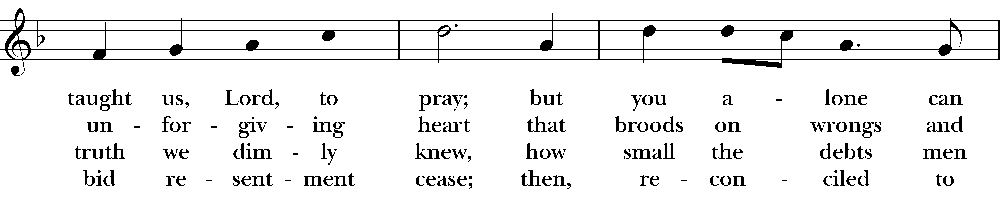 taught us, Lord, to pray; but you a - lone can
un - for - giv - ing heart that broods on wrongs and
truth we dim - ly knew, how small the debts men
bid re - sent - ment cease; then, re - con - ciled to